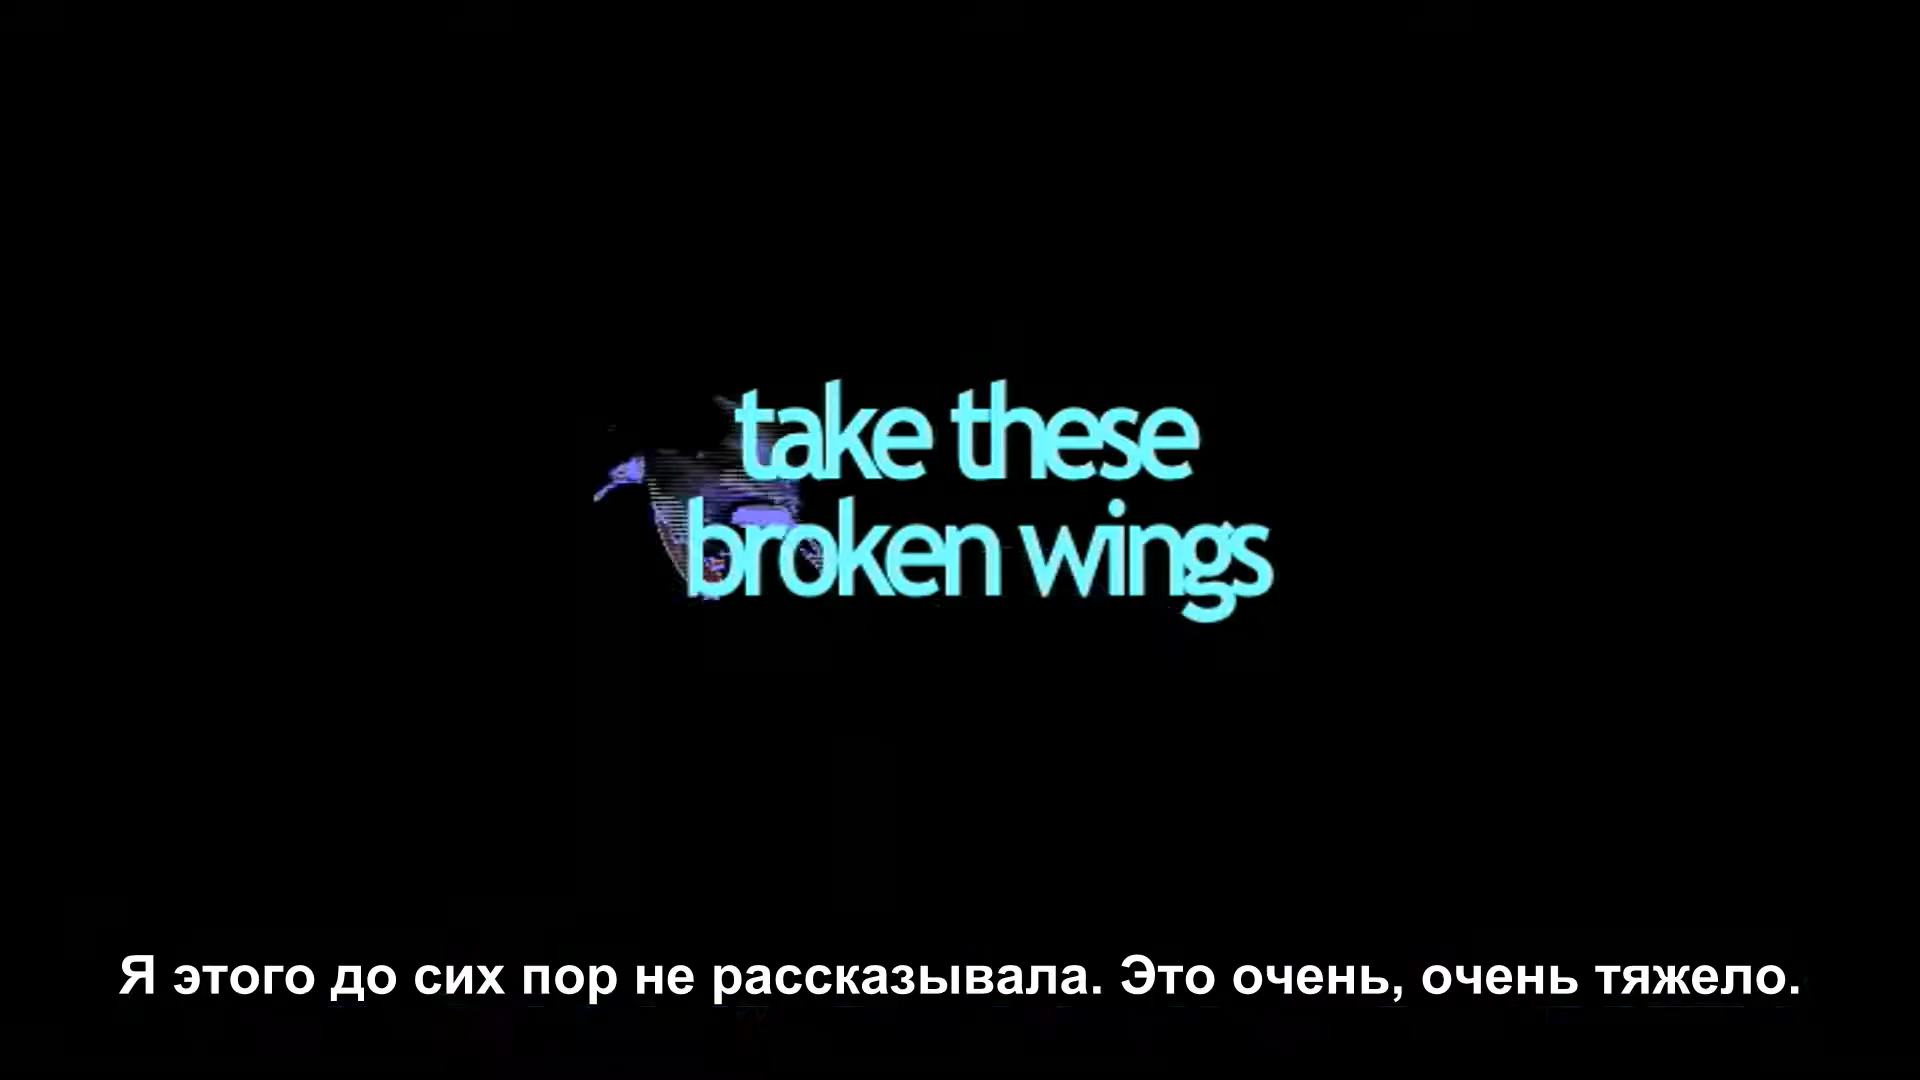 take these
broken wings
Я этого до сих пор не рассказывала. Это очень, очень тяжело.